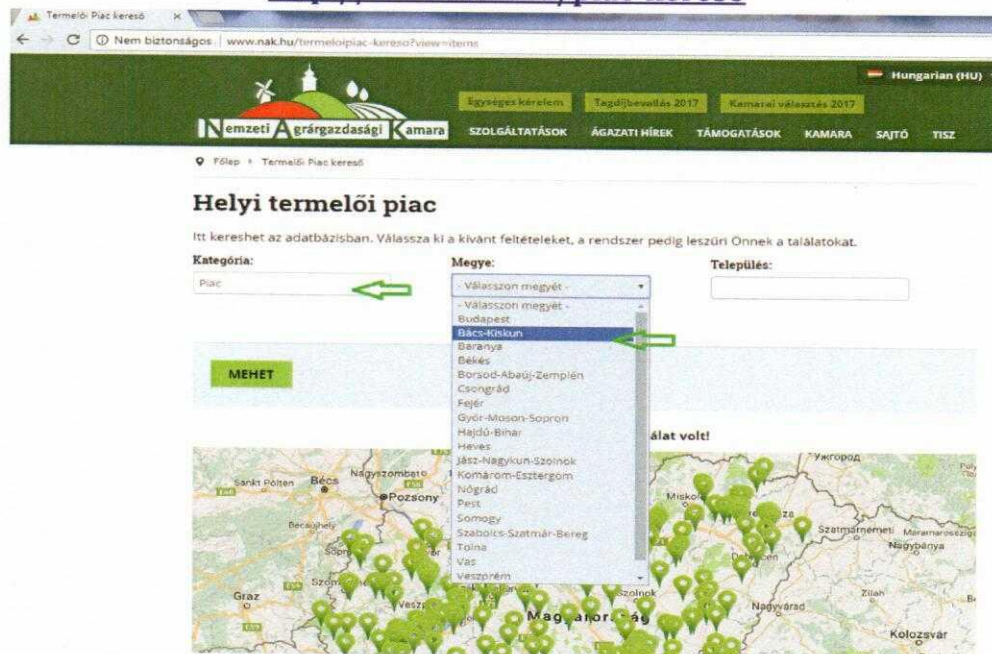 Termelői Piac kereső
Nem biztonságos www.nak.hu/termeloipiac-kereso?view=items
Hungarian (HU)
Egységes kérelem Tagdíjbevallás 2017 Kamarai választás 2017
Nemzeti Agrárgazdasági Kamara
SZOLGÁLTATÁSOK ÁGAZATI HÍREK TÁMOGATÁSOK KAMARA SAJTÓ TISZ
Főlap Termelői Piac kereső
Helyi termelői piac
Itt kereshet az adatbázisban. Válassza ki a kívánt feltételeket, a rendszer pedig leszűri Önnek a találatokat.
Kategória: Megye: Település:
Piac - Válasszon megyét -
- Válasszon megyét -
Budapest
Bács-Kiskun
Baranya
Békés
Borsod-Abaúj-Zemplén
Csongrád
Fejér
Győr-Moson-Sopron
Hajdú-Bihar
Heves
Jász-Nagykun-Szolnok
Komárom-Esztergom
Nógrád
Pest
Somogy
Szabolcs-Szatmár-Bereg
Tolna
Vas
Veszprém
MEHET
álat volt!
Ужгород
Sankt Pölten Bécs Nagyszombat
Pozsony
Miskolc
Szatmárnémeti
Nagybánya
Graz
Szolnok
Magyarország
Nagyvárad
Zilah
Kolozsvár